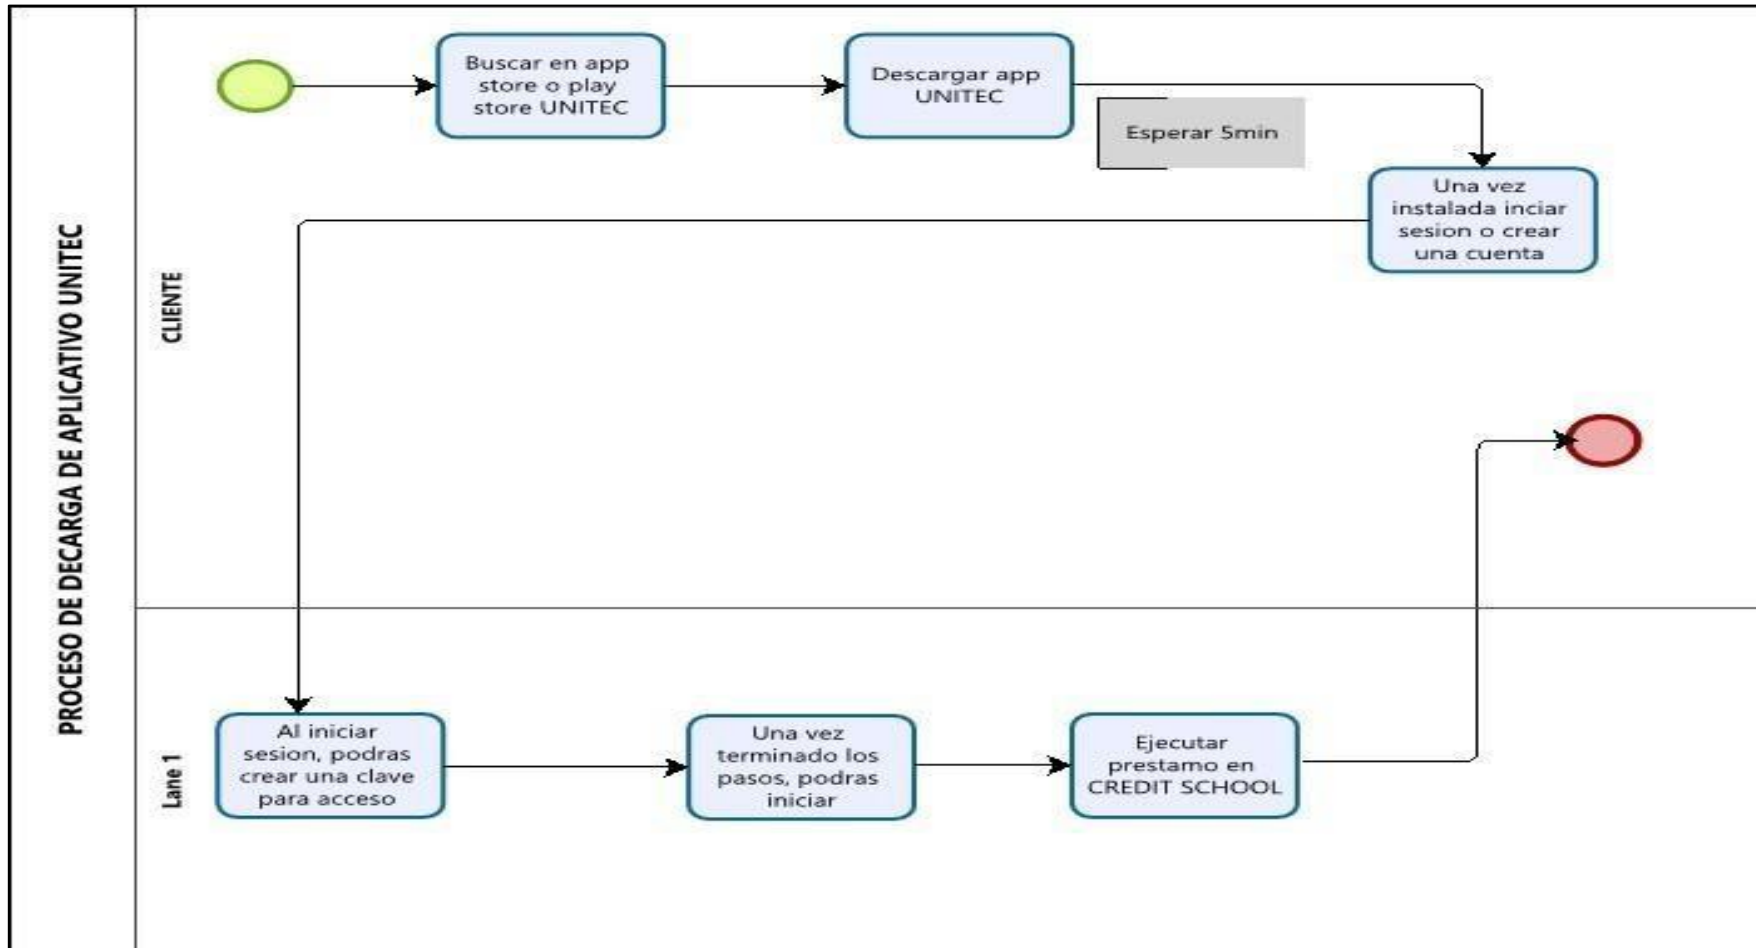 PROCESO DE DECARGA DE APLICATIVO UNITEC
CLIENTE
Buscar en app
store o play
store UNITEC
Descargar app
UNITEC
Esperar 5min
Una vez
instalada inciar
sesion o crear
una cuenta
Lane 1
Al iniciar
sesion, podras
crear una clave
para acceso
Una vez
terminado los
pasos, podras
iniciar
Ejecutar
prestamo en
CREDIT SCHOOL